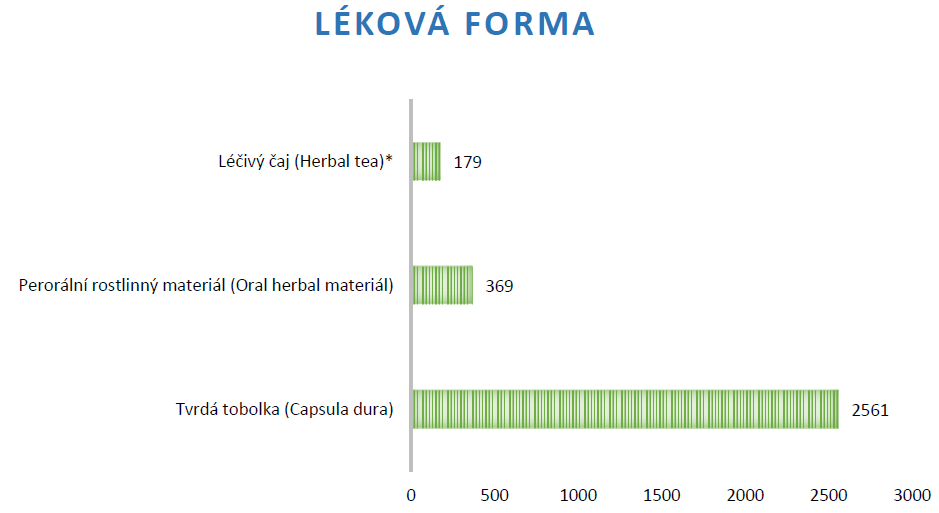 LÉKOVÁ FORMA
Léčivý čaj (Herbal tea)*
179
Perorální rostlinný materiál (Oral herbal materiál)
369
Tvrdá tobolka (Capsula dura)
2561
0 500 1000 1500 2000 2500 3000